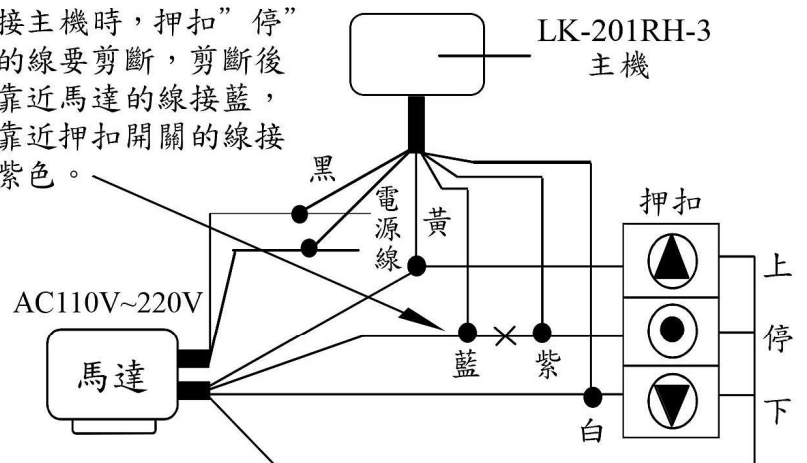 接主機時，押扣”停”
的線要剪斷，剪斷後
靠近馬達的線接藍，
靠近押扣開關的線接
紫色。
LK-201RH-3
主機
黑
電源線
黃
押扣
上
AC110V~220V
停
馬達
藍
紫
下
白